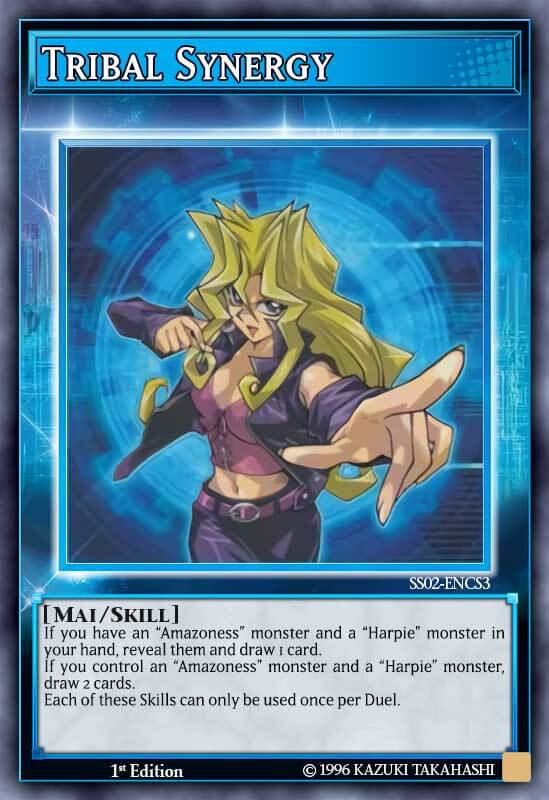 Tribal Synergy
SS02-ENCS3
[Mai/Skill]
If you have an “Amazoness” monster and a “Harpie” monster in
your hand, reveal them and draw 1 card.
If you control an “Amazoness” monster and a “Harpie” monster,
draw 2 cards.
Each of these Skills can only be used once per Duel.
1st Edition
© 1996 KAZUKI TAKAHASHI